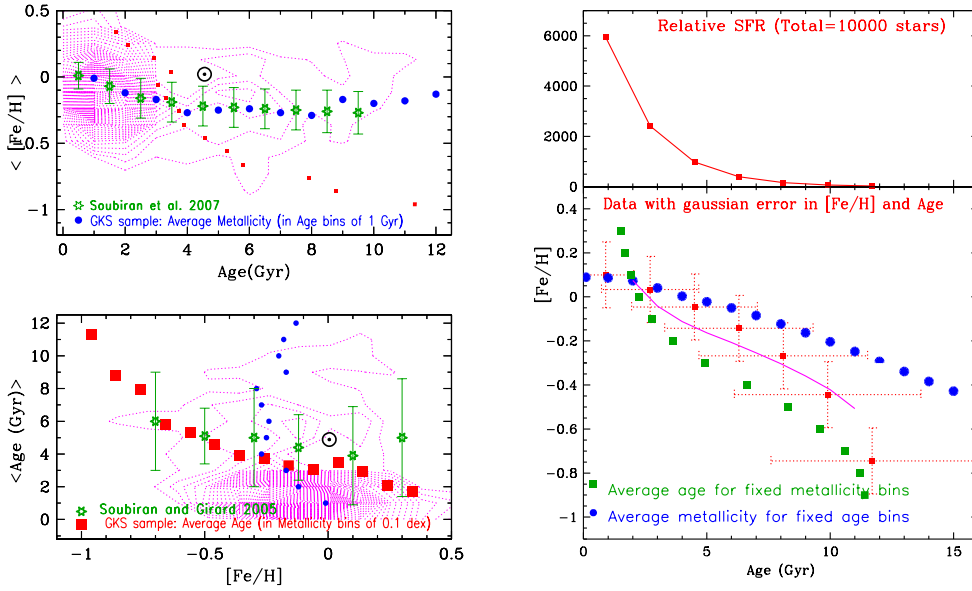 0
-0.5
-1
< [Fe/H] >
Soubiran et al. 2007
GKS sample: Average Metallicity (in Age bins of 1 Gyr)
0 2 4 6 8 10 12
Age(Gyr)
12
10
8
6
4
2
0
<Age (Gyr)>
Soubiran and Girard 2005
GKS sample: Average Age (in Metallicity bins of 0.1 dex)
-1 -0.5 0 0.5
[Fe/H]
Relative SFR (Total=10000 stars)
6000
4000
2000
0
Data with gaussian error in [Fe/H] and Age
0.4
0.2
0
-0.2
-0.4
-0.6
-0.8
-1
[Fe/H]
Average age for fixed metallicity bins
Average metallicity for fixed age bins
0 5 10 15
Age (Gyr)